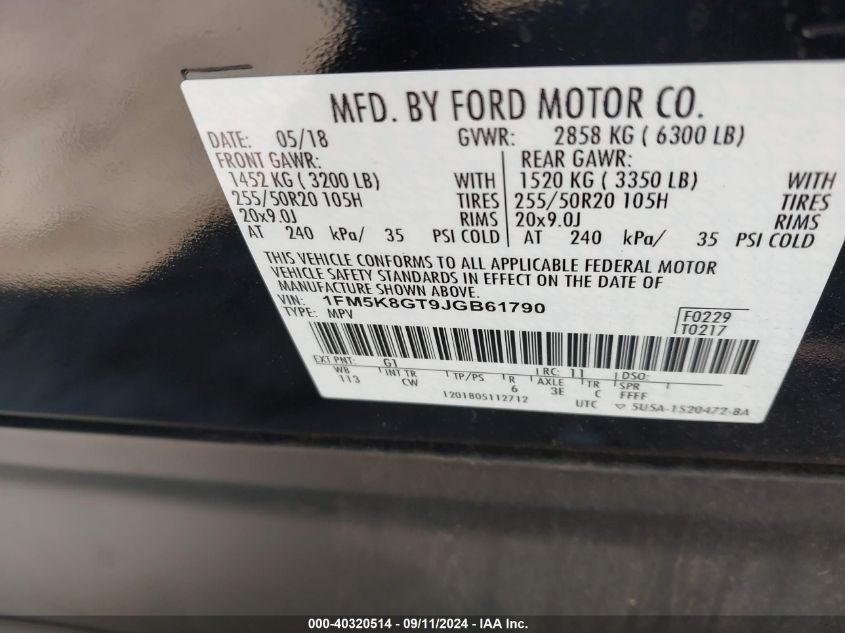 MFD. BY FORD MOTOR CO.
DATE: 05/18 GVWR: 2858 KG ( 6300 LB)
FRONT GAWR: REAR GAWR:
1452 KG ( 3200 LB) WITH 1520 KG ( 3350 LB) WITH
255/50R20 105H TIRES 255/50R20 105H TIRES
20x9.0J RIMS 20x9.0J RIMS
AT 240 kPa/ 35 PSI COLD AT 240 kPa/ 35 PSI COLD
THIS VEHICLE CONFORMS TO ALL APPLICABLE FEDERAL MOTOR
VEHICLE SAFETY STANDARDS IN EFFECT ON THE DATE OF
MANUFACTURE SHOWN ABOVE.
VIN: 1FM5K8GT9JGB61790 F0229
TYPE: MPV T0217
EXT PNT: G1 RC: 11 DSO:
WB INT TR TP/PS R AXLE TR SPR
113 CW 6 3E C FFFF
1201805112712 UTC ▽ 5U5A-1520472-BA
000-40320514 - 09/11/2024 - IAA Inc.